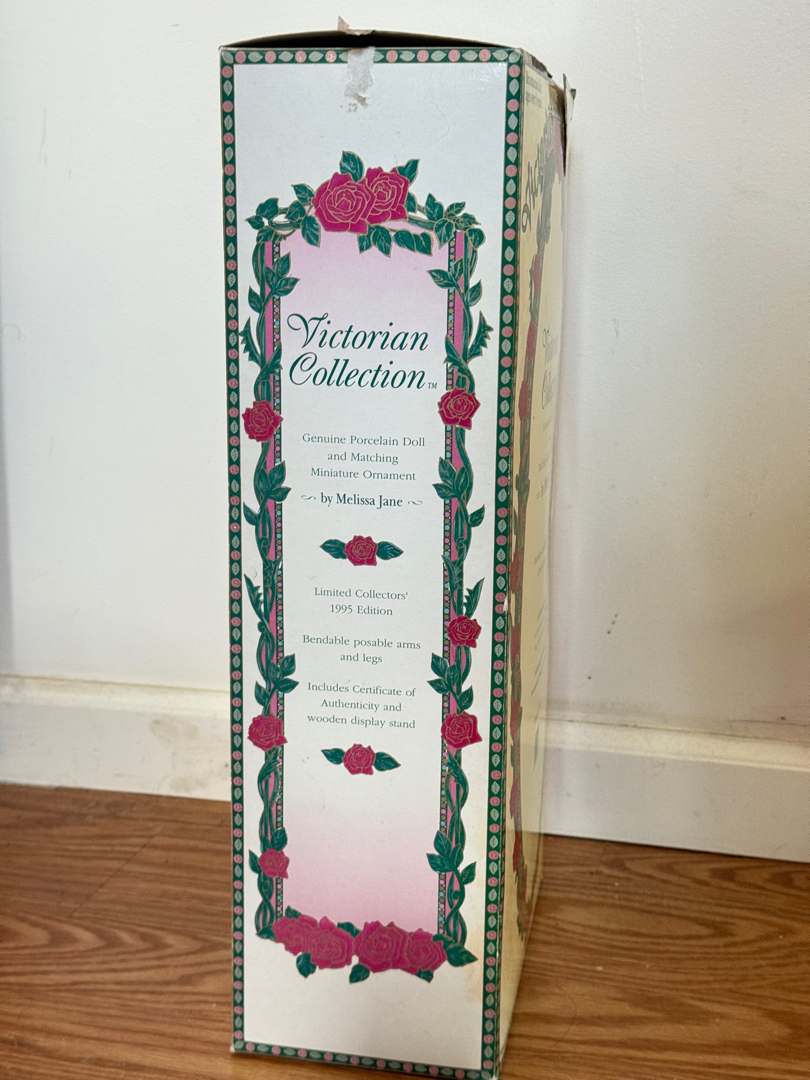 Victorian
Collection™
Genuine Porcelain Doll
and Matching
Miniature Ornament
by Melissa Jane
Limited Collectors'
1995 Edition
Bendable posable arms
and legs
Includes Certificate of
Authenticity and
wooden display stand